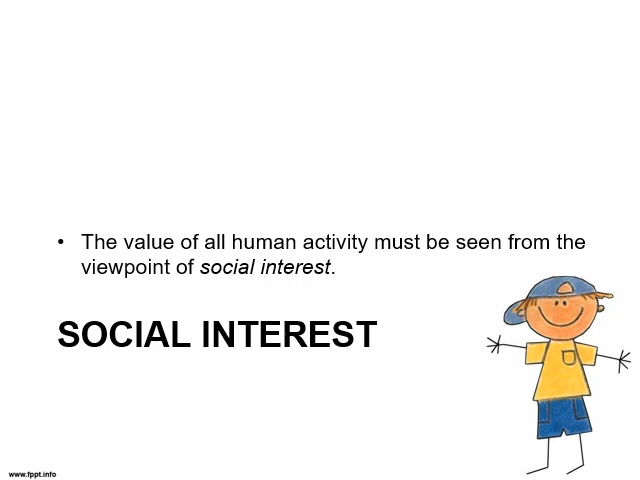 • The value of all human activity must be seen from the
viewpoint of social interest.
SOCIAL INTEREST
www.fppt.info